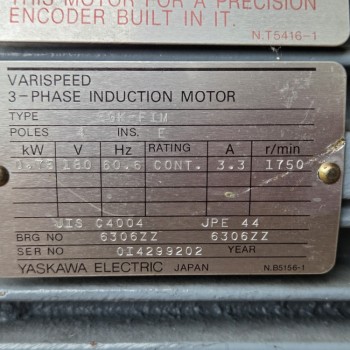 THIS MOTOR FOR A PRECISION
ENCODER BUILT IN IT.
N.T5416-1
VARISPEED
3-PHASE INDUCTION MOTOR
TYPE
POLES 4 INS. E
kW V Hz RATING A r/min
180 60.6 CONT. 3.3 1750
JIS C4004 JPE 44
BRG NO 6306ZZ 6306ZZ
SER NO 0I4299202 YEAR
YASKAWA ELECTRIC JAPAN N.B5156-1